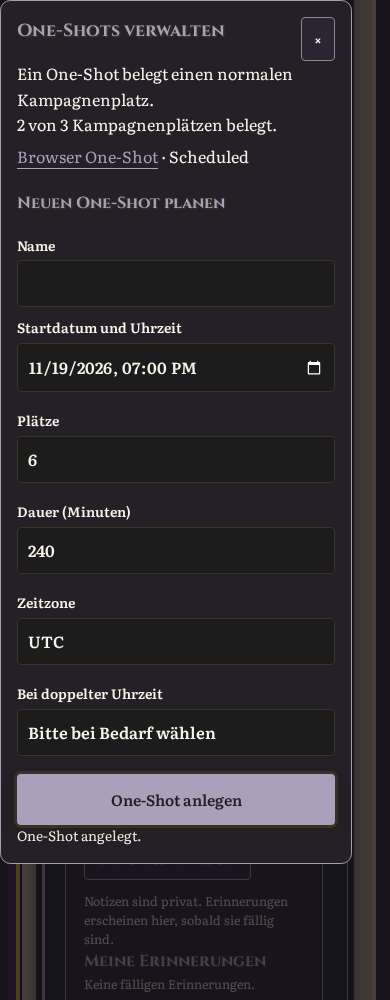 One-Shots verwalten
×
Ein One-Shot belegt einen normalen
Kampagnenplatz.
2 von 3 Kampagnenplätzen belegt.
Browser One-Shot · Scheduled
Neuen One-Shot planen
Name
Startdatum und Uhrzeit
11/19/2026, 07:00 PM
Plätze
6
Dauer (Minuten)
240
Zeitzone
UTC
Bei doppelter Uhrzeit
Bitte bei Bedarf wählen
One-Shot anlegen
One-Shot angelegt.
Notizen sind privat. Erinnerungen
erscheinen hier, sobald sie fällig
sind.
Meine Erinnerungen
Keine fälligen Erinnerungen.